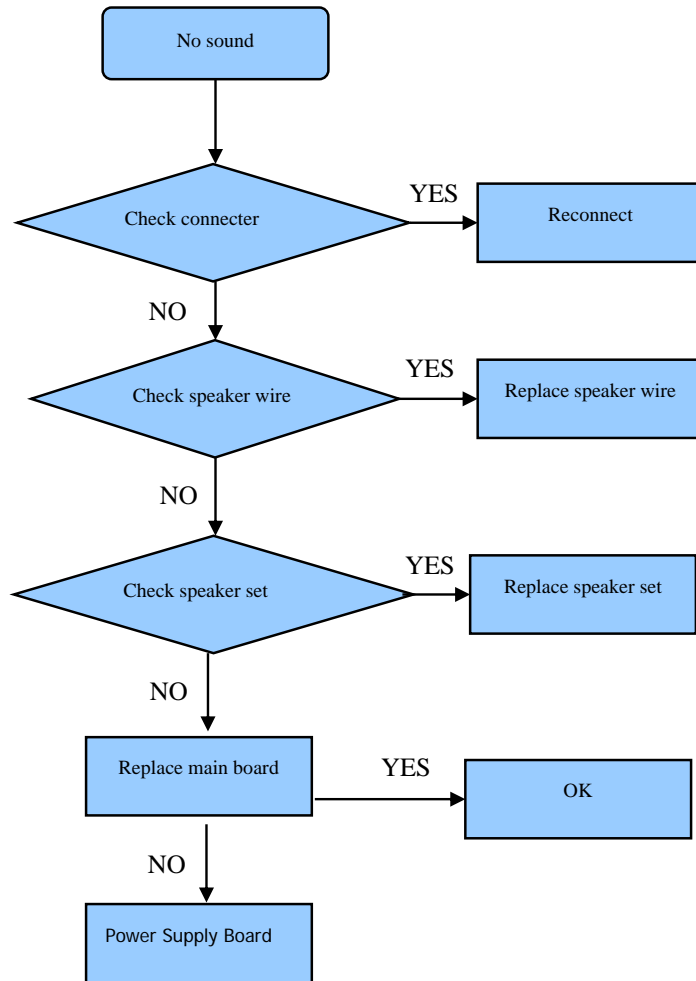 No sound
Check connecter
YES
Reconnect
NO
Check speaker wire
YES
Replace speaker wire
NO
Check speaker set
YES
Replace speaker set
NO
Replace main board
YES
OK
NO
Power Supply Board